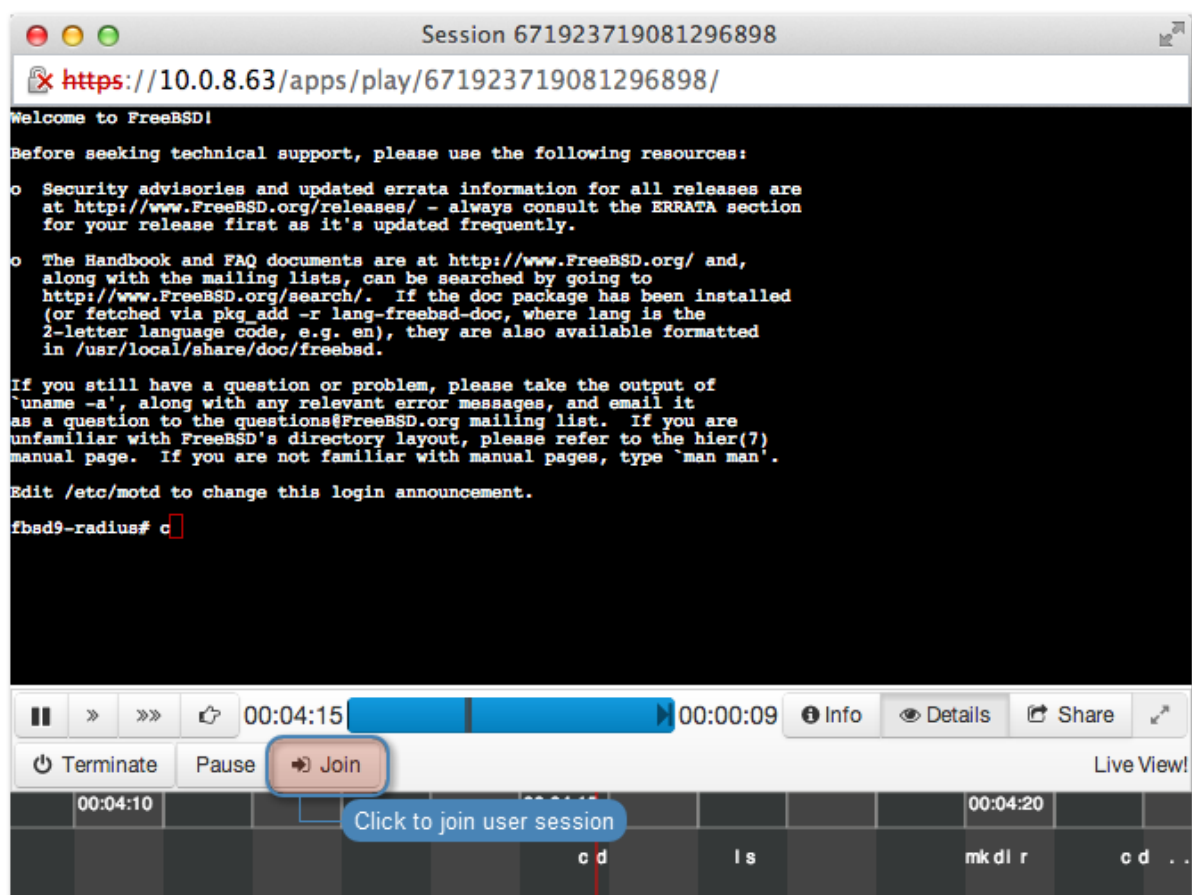 Session 671923719081296898
https://10.0.8.63/apps/play/671923719081296898/
Welcome to FreeBSD!
Before seeking technical support, please use the following resources:
o  Security advisories and updated errata information for all releases are
at http://www.FreeBSD.org/releases/ - always consult the ERRATA section
for your release first as it's updated frequently.
o  The Handbook and FAQ documents are at http://www.FreeBSD.org/ and,
along with the mailing lists, can be searched by going to
http://www.FreeBSD.org/search/.  If the doc package has been installed
(or fetched via pkg_add -r lang-freebsd-doc, where lang is the
2-letter language code, e.g. en), they are also available formatted
in /usr/local/share/doc/freebsd.
If you still have a question or problem, please take the output of
`uname -a', along with any relevant error messages, and email it
as a question to the questions@FreeBSD.org mailing list.  If you are
unfamiliar with FreeBSD's directory layout, please refer to the hier(7)
manual page.  If you are not familiar with manual pages, type `man man'.
Edit /etc/motd to change this login announcement.
fbsd9-radius# c
00:04:15 00:00:09 Info Details Share
Terminate Pause Join Live View!
00:04:10 00:04:20
Click to join user session
c d l s mk di r c d . .